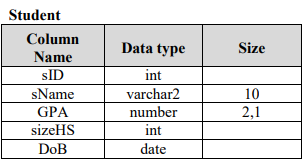 Student
Column Name Data type Size
sID int
sName varchar2 10
GPA number 2,1
sizeHS int
DoB date